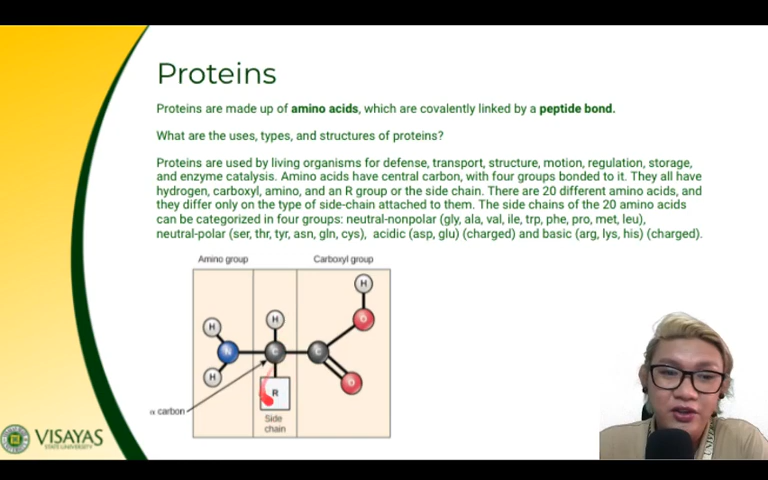 Proteins
Proteins are made up of amino acids, which are covalently linked by a peptide bond.
What are the uses, types, and structures of proteins?
Proteins are used by living organisms for defense, transport, structure, motion, regulation, storage,
and enzyme catalysis. Amino acids have central carbon, with four groups bonded to it. They all have
hydrogen, carboxyl, amino, and an R group or the side chain. There are 20 different amino acids, and
they differ only on the type of side-chain attached to them. The side chains of the 20 amino acids
can be categorized in four groups: neutral-nonpolar (gly, ala, val, ile, trp, phe, pro, met, leu),
neutral-polar (ser, thr, tyr, asn, gln, cys), acidic (asp, glu) (charged) and basic (arg, lys, his) (charged).
Amino group Carboxyl group
H
H H O
N C C
H R O
α carbon
Side
chain
VISAYAS
STATE UNIVERSITY